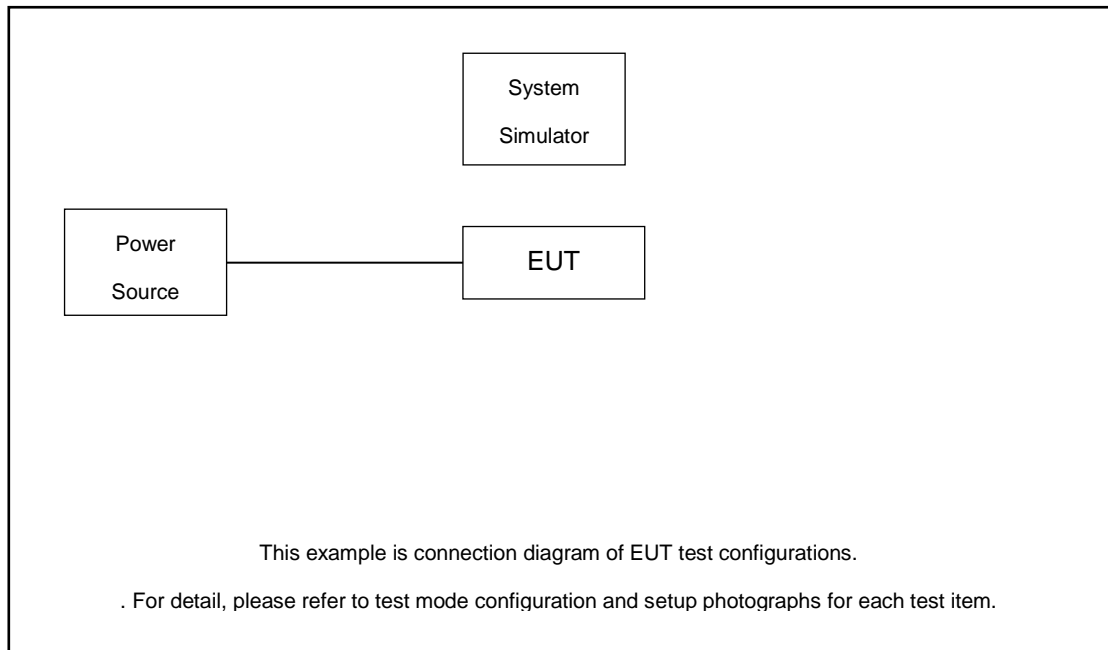 System
Simulator
Power
Source
EUT
This example is connection diagram of EUT test configurations.
. For detail, please refer to test mode configuration and setup photographs for each test item.